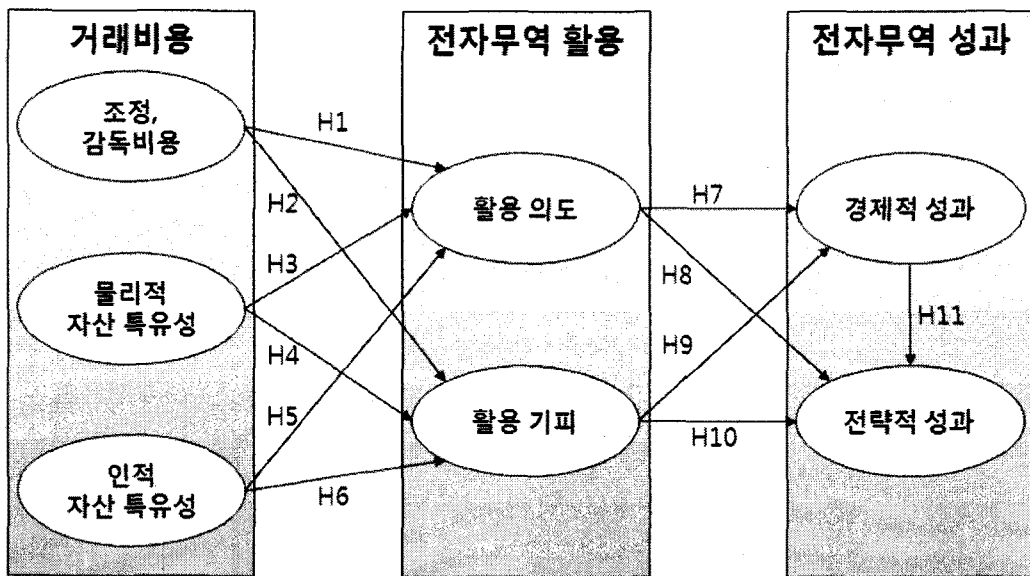 거래비용
전자무역 활용
전자무역 성과
조정,
감독비용
물리적
자산 특유성
인적
자산 특유성
H1
H2
H3
H4
H5
H6
활용 의도
활용 기피
H7
H8
H9
H10
경제적 성과
H11
전략적 성과